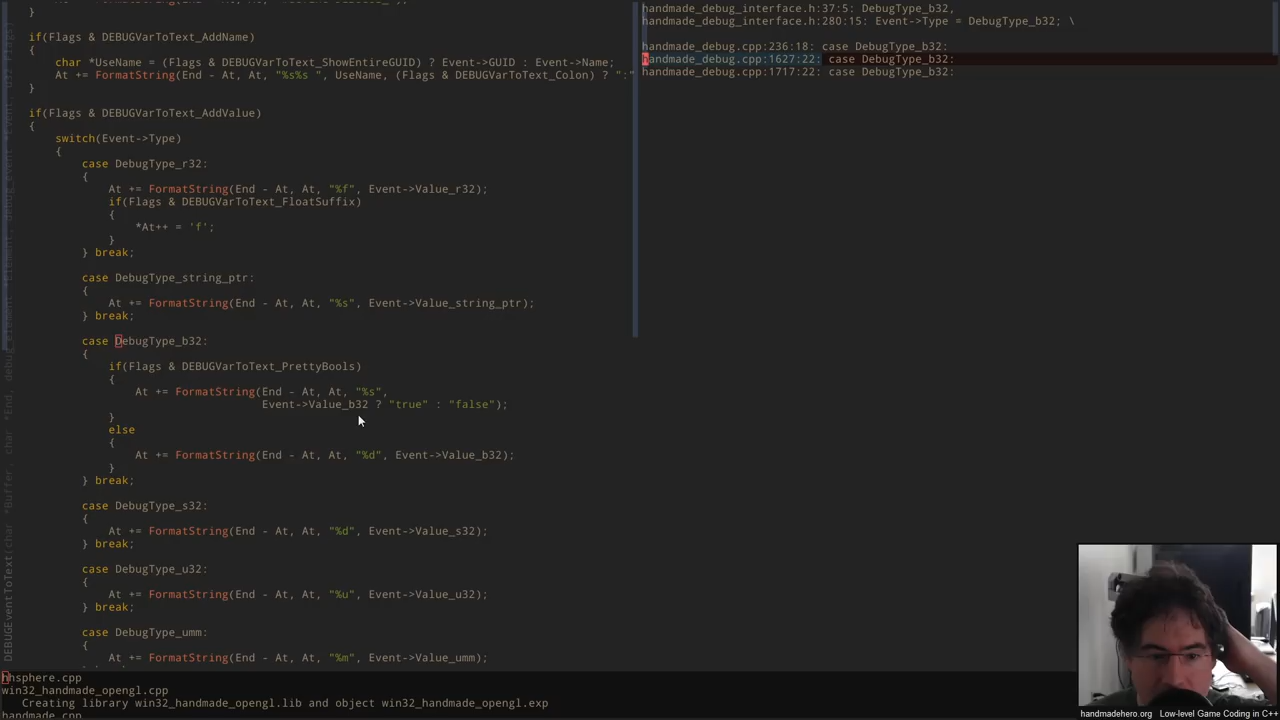 }
if(Flags & DEBUGVarToText_AddName)
{
char *UseName = (Flags & DEBUGVarToText_ShowEntireGUID) ? Event->GUID : Event->Name;
At += FormatString(End - At, At, "%s%s ", UseName, (Flags & DEBUGVarToText_Colon) ? ":"
}
if(Flags & DEBUGVarToText_AddValue)
{
switch(Event->Type)
{
case DebugType_r32:
{
At += FormatString(End - At, At, "%f", Event->Value_r32);
if(Flags & DEBUGVarToText_FloatSuffix)
{
*At++ = 'f';
}
} break;
case DebugType_string_ptr:
{
At += FormatString(End - At, At, "%s", Event->Value_string_ptr);
} break;
case DebugType_b32:
{
if(Flags & DEBUGVarToText_PrettyBools)
{
At += FormatString(End - At, At, "%s",
Event->Value_b32 ? "true" : "false");
}
else
{
At += FormatString(End - At, At, "%d", Event->Value_b32);
}
} break;
case DebugType_s32:
{
At += FormatString(End - At, At, "%d", Event->Value_s32);
} break;
case DebugType_u32:
{
At += FormatString(End - At, At, "%u", Event->Value_u32);
} break;
case DebugType_umm:
{
At += FormatString(End - At, At, "%m", Event->Value_umm);
handmade_debug_interface.h:37:5: DebugType_b32,
handmade_debug_interface.h:280:15: Event->Type = DebugType_b32; \
handmade_debug.cpp:236:18: case DebugType_b32:
handmade_debug.cpp:1627:22: case DebugType_b32:
handmade_debug.cpp:1717:22: case DebugType_b32:
hhsphere.cpp
win32_handmade_opengl.cpp
Creating library win32_handmade_opengl.lib and object win32_handmade_opengl.exp
handmade.cpp
handmadehero.org Low-level Game Coding in C++